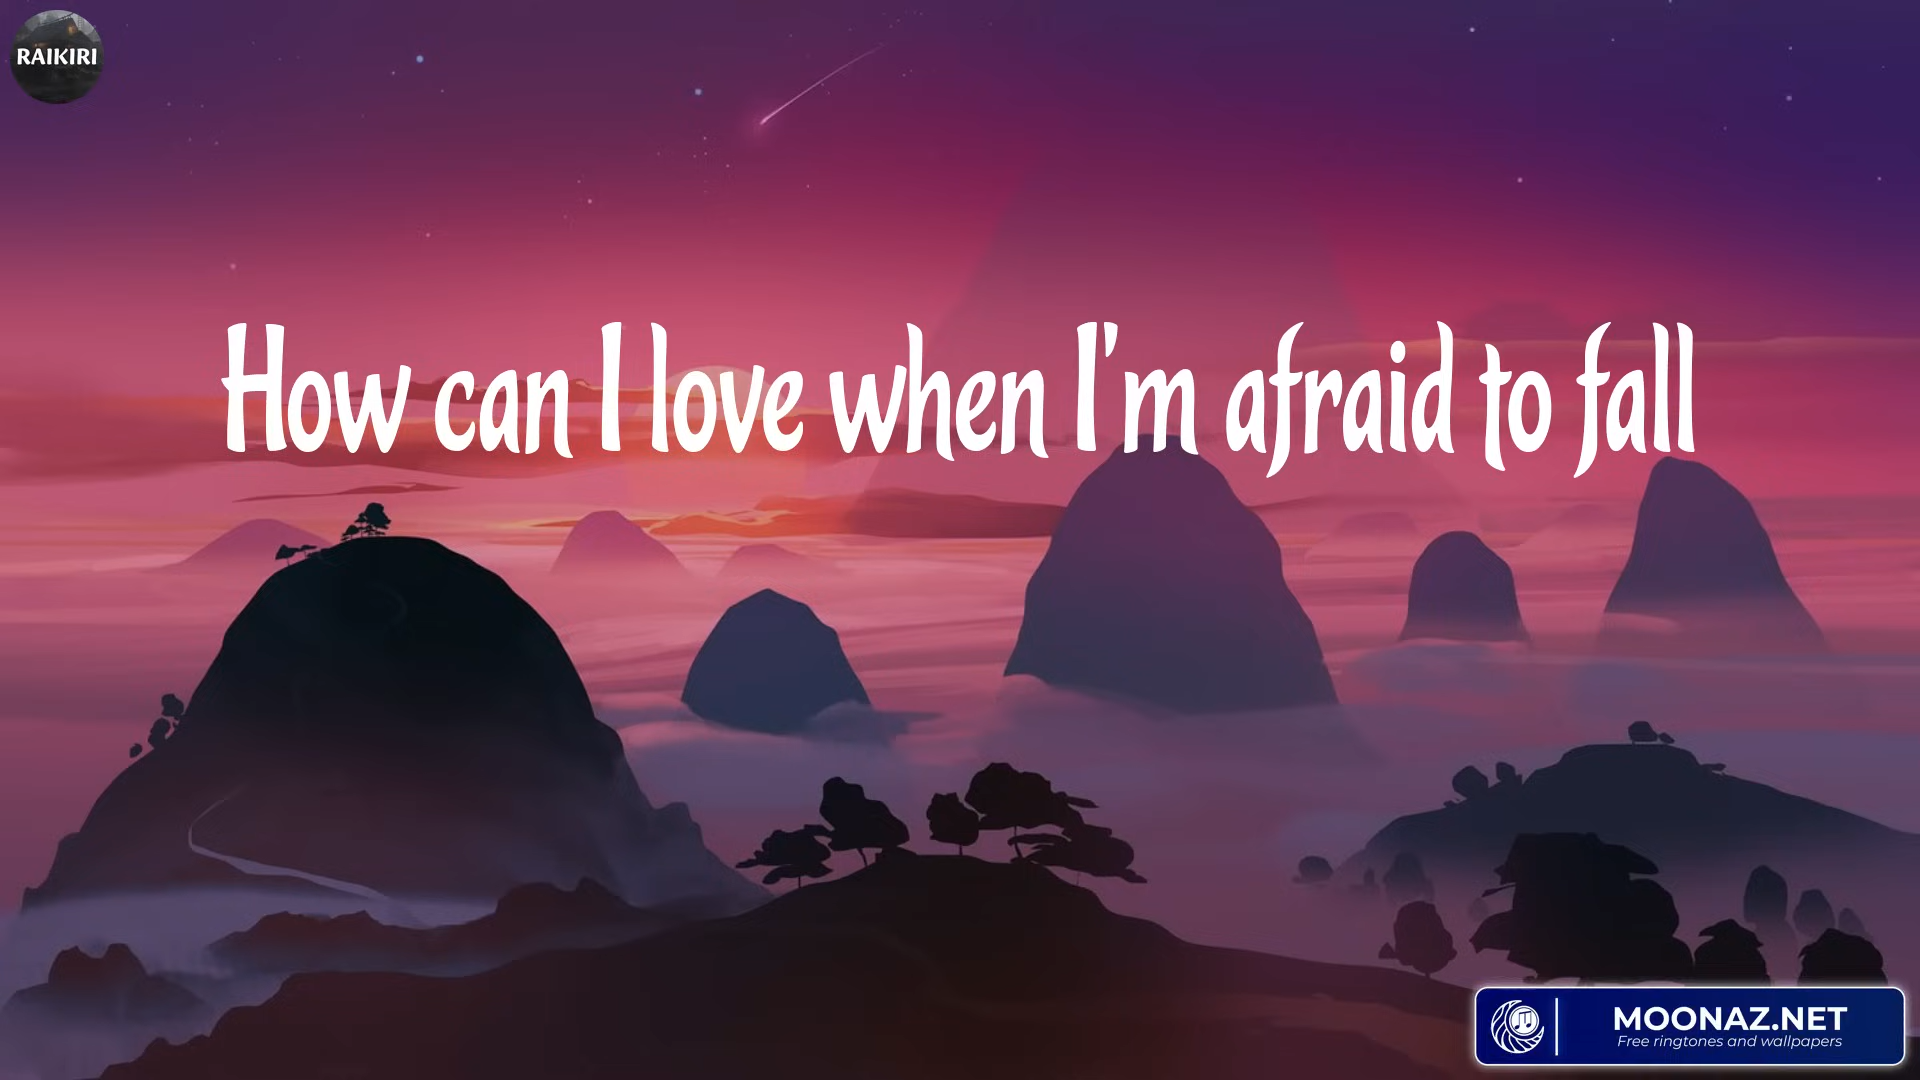 RAIKIRI
How can I love when I'm afraid to fall
MOONAZ.NET
Free ringtones and wallpapers